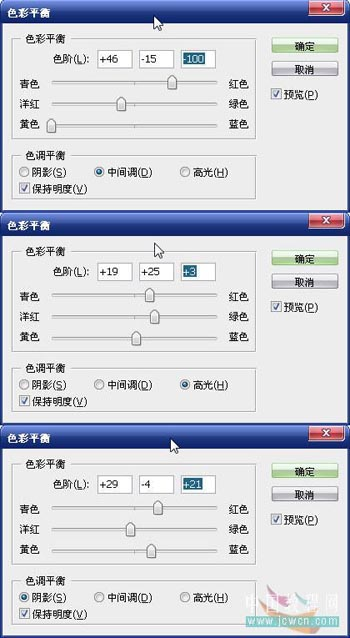 色彩平衡
色彩平衡
色阶(L): +46 -15 -100
青色 红色
洋红 绿色
黄色 蓝色
确定
取消
预览(P)
色调平衡
阴影(S) 中间调(D) 高光(H)
保持明度(V)
色彩平衡
色彩平衡
色阶(L): +19 +25 +3
青色 红色
洋红 绿色
黄色 蓝色
确定
取消
预览(P)
色调平衡
阴影(S) 中间调(D) 高光(H)
保持明度(V)
色彩平衡
色彩平衡
色阶(L): +29 -4 +21
青色 红色
洋红 绿色
黄色 蓝色
确定
取消
预览(P)
色调平衡
阴影(S) 中间调(D) 高光(H)
保持明度(V)
中国教程网
www.jcwcn.com